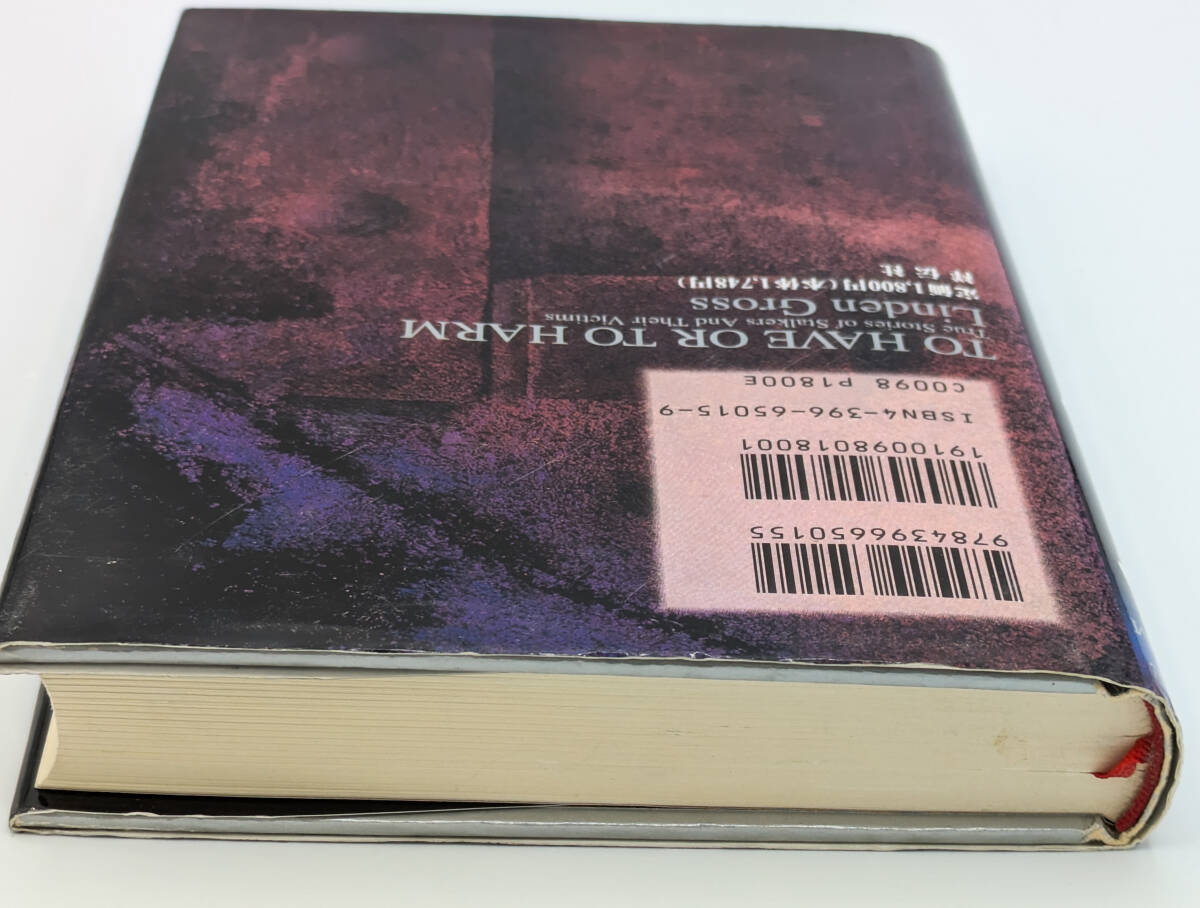 9784396650155
1910098018001
ISBN4-396-65015-9
C0098 P1800E
TO HAVE OR TO HARM
True Stories of Stalkers And Their Victims
Linden Gross
定価1,800円(本体1,748円)
祥伝社